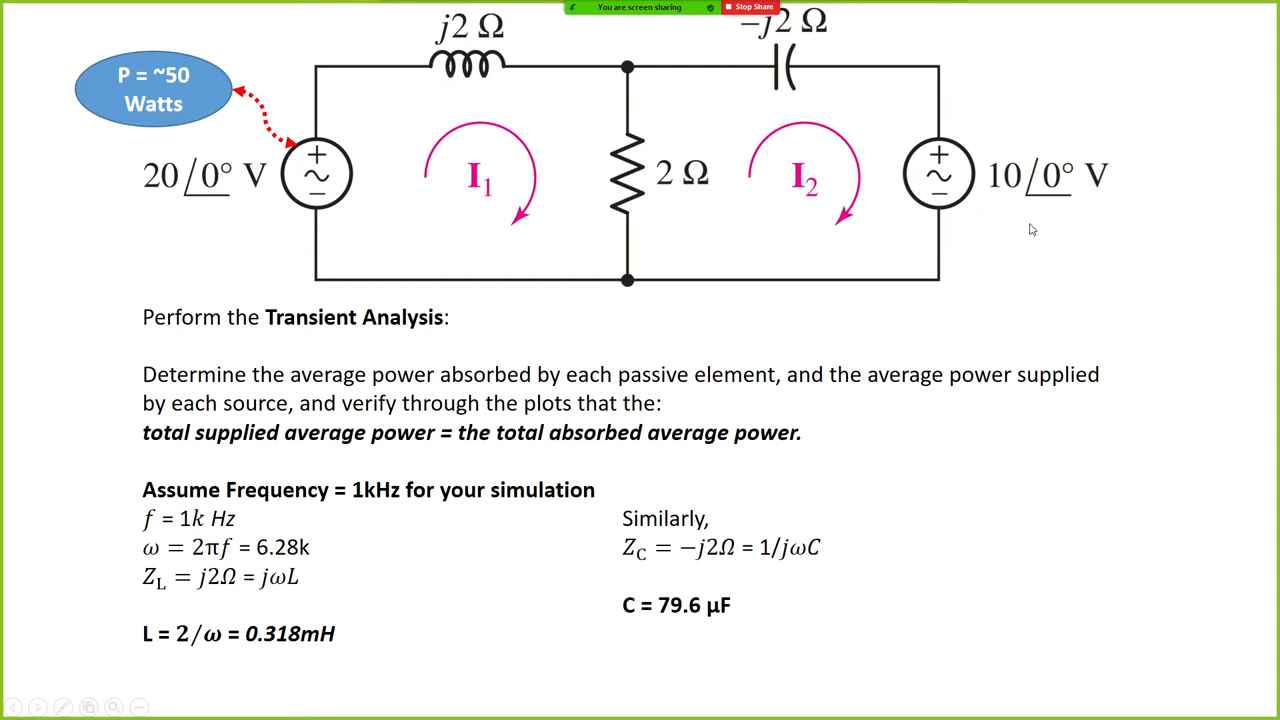 You are screen sharing
Stop Share
j2 Ω
−j2 Ω
P = ~50
Watts
20/0° V
I1
2 Ω
I2
10/0° V
Perform the Transient Analysis:
Determine the average power absorbed by each passive element, and the average power supplied
by each source, and verify through the plots that the:
total supplied average power = the total absorbed average power.
Assume Frequency = 1kHz for your simulation
f = 1k Hz
ω = 2πf = 6.28k
ZL = j2Ω = jωL
L = 2/ω = 0.318mH
Similarly,
ZC = −j2Ω = 1/jωC
C = 79.6 μF